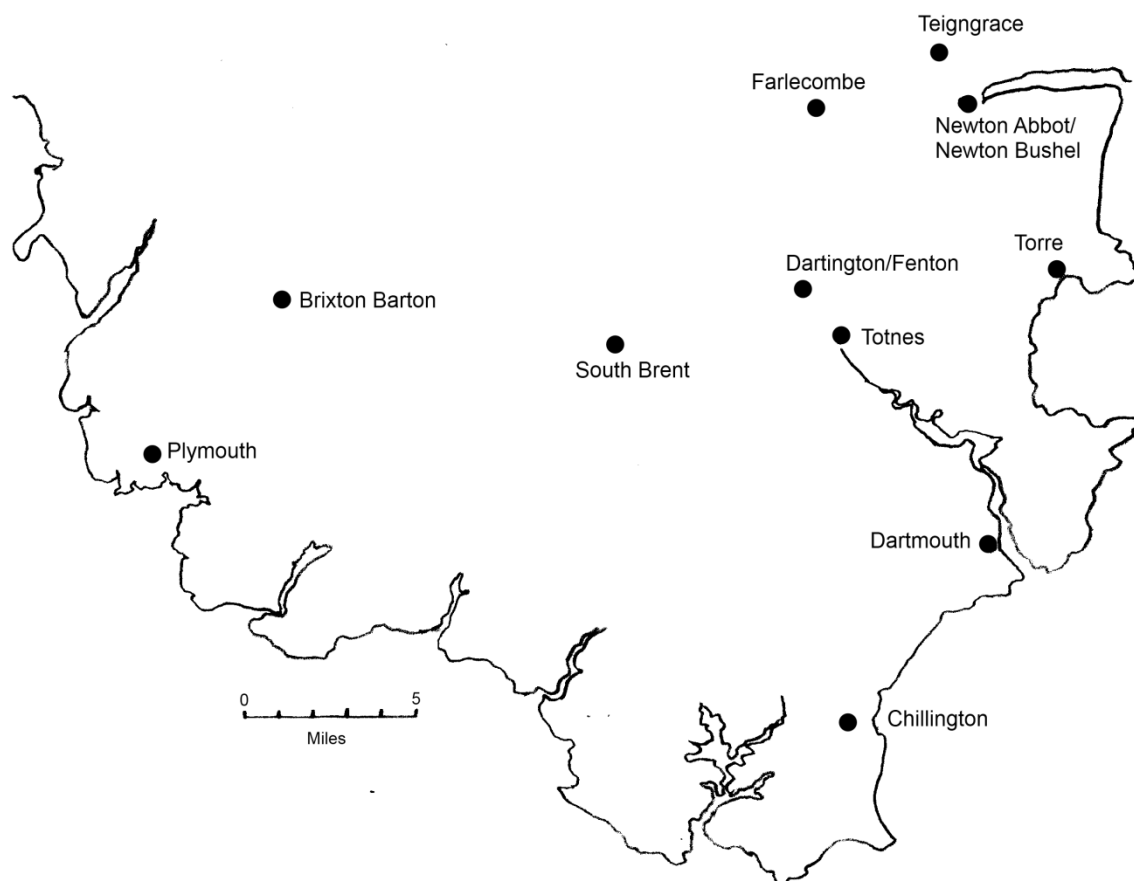 Teigngrace
Farlecombe
Newton Abbot/
Newton Bushel
Torre
Dartington/Fenton
Brixton Barton
Totnes
South Brent
Plymouth
Dartmouth
0 5
Miles
Chillington